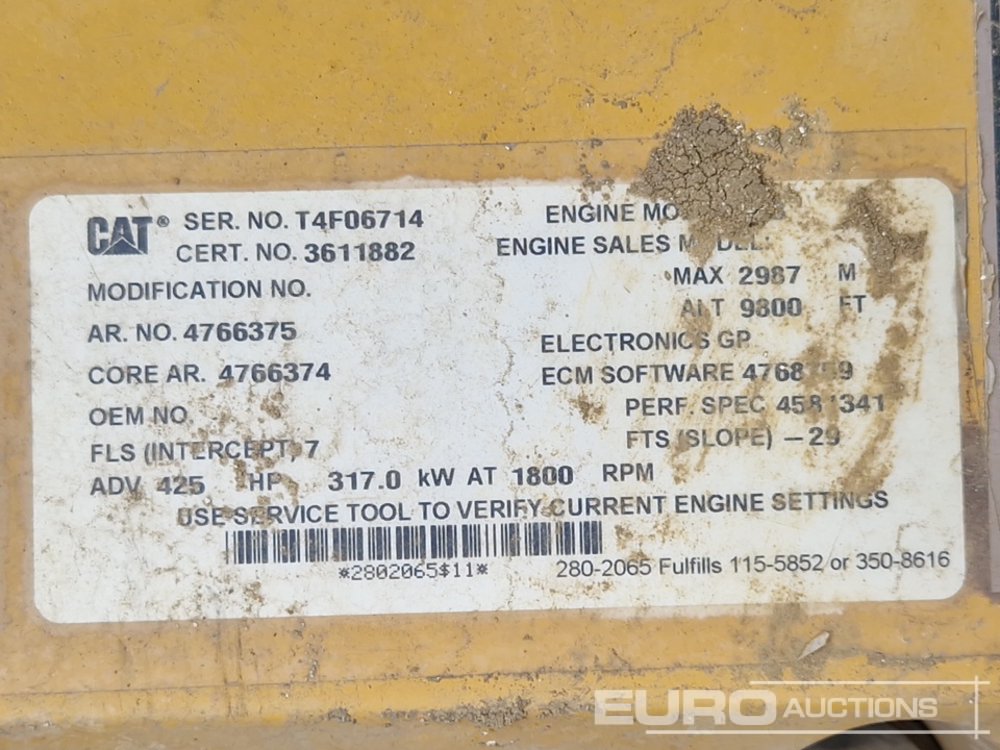 CAT® SER. NO. T4F06714
CERT. NO. 3611882
MODIFICATION NO.
AR. NO. 4766375
CORE AR. 4766374
OEM NO.
FLS (INTERCEPT) 7
ADV 425 HP 317.0 kW AT 1800 RPM
ENGINE
ENGINE SALES MODEL:
MAX 2987 M
ALT 9800 FT
ELECTRONICS GP
ECM SOFTWARE
PERF. SPEC
FTS (SLOPE) –29
USE SERVICE TOOL TO VERIFY CURRENT ENGINE SETTINGS
*2802065$11*
280-2065 Fulfills 115-5852 or 350-8616
EURO AUCTIONS